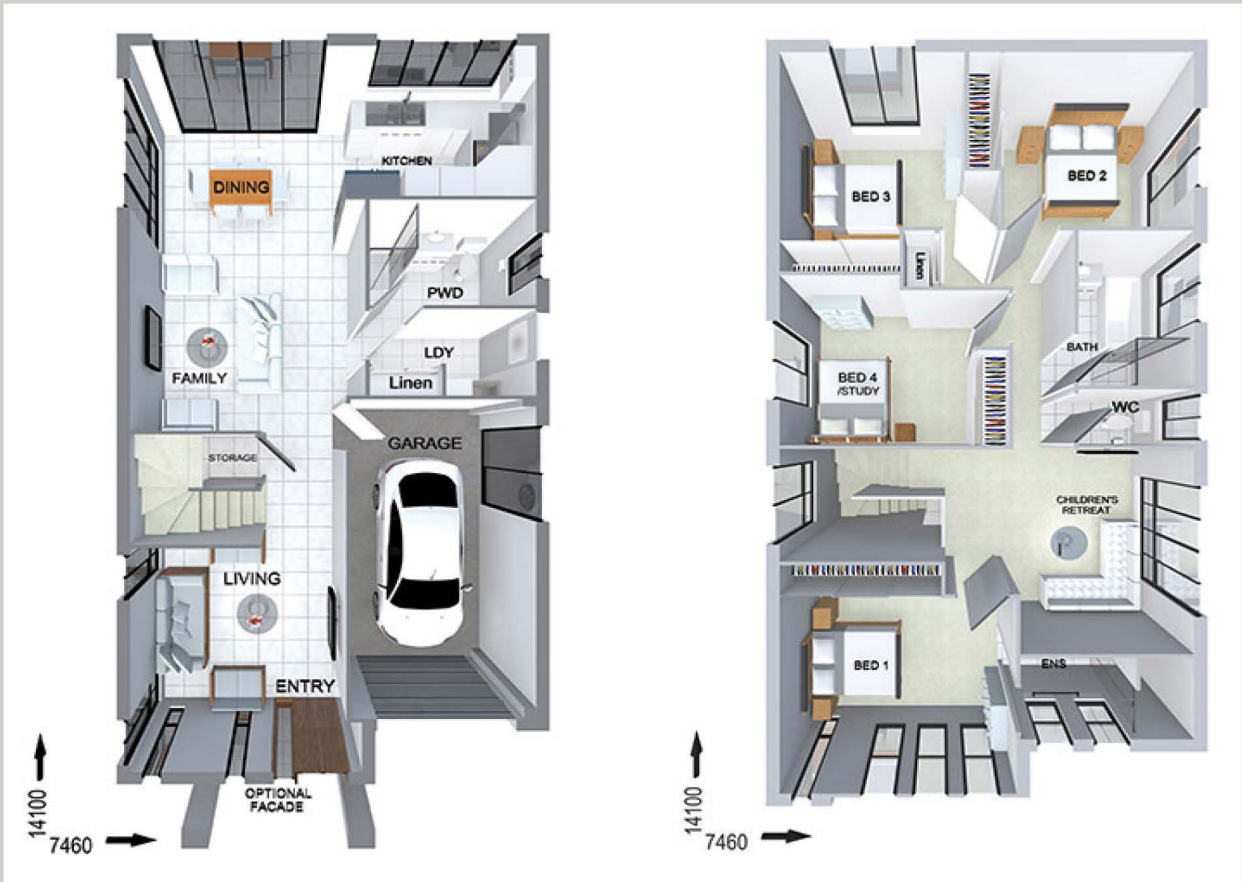 KITCHEN
DINING
PWD
LDY
Linen
FAMILY
GARAGE
STORAGE
LIVING
ENTRY
OPTIONAL
FACADE
14100
7460
BED 2
BED 3
Linen
BATH
BED 4
/STUDY
WC
CHILDREN'S
RETREAT
BED 1
ENS
14100
7460